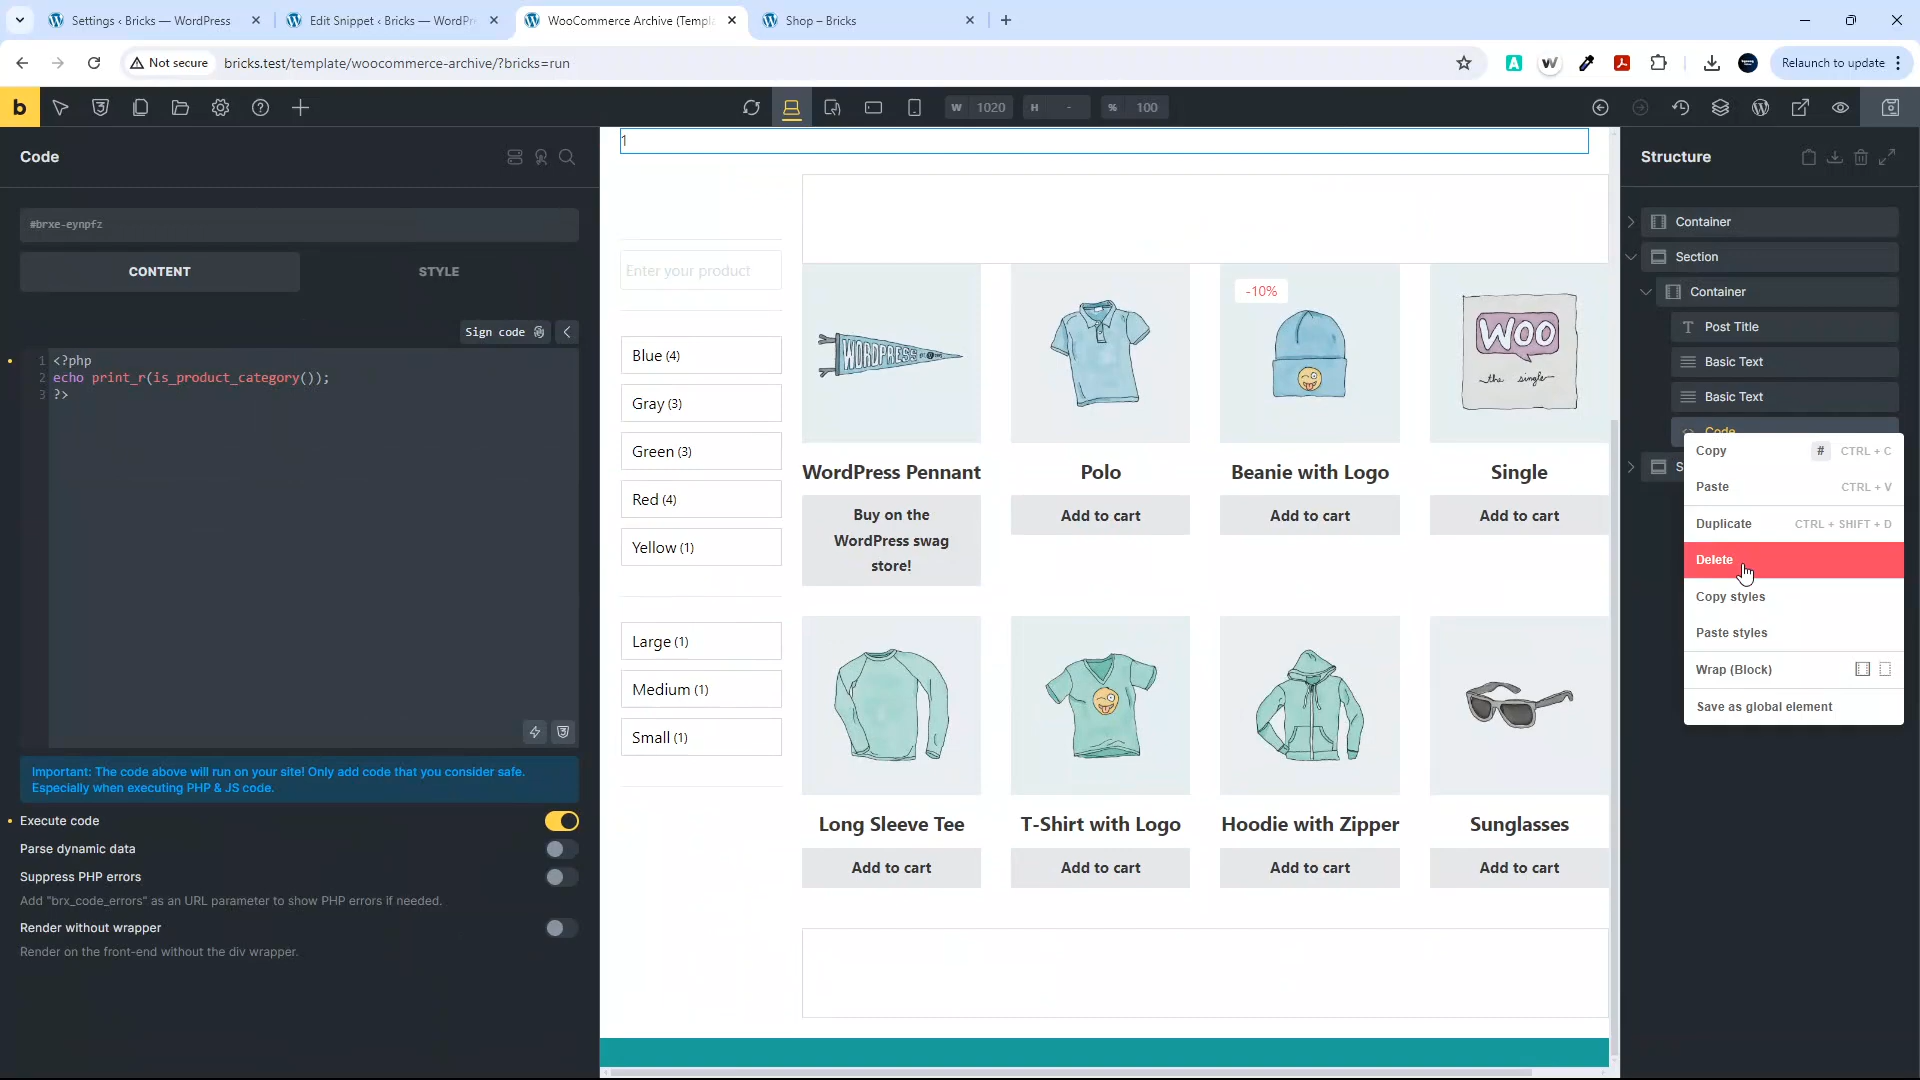 Settings ‹ Bricks — WordPress
Edit Snippet ‹ Bricks — WordPr
WooCommerce Archive (Templa
Shop – Bricks
Not secure
bricks.test/template/woocommerce-archive/?bricks=run
Relaunch to update
b
W 1020
H -
% 100
Code
#brxe-eynpfz
CONTENT
STYLE
Sign code
1 <?php
2 echo print_r(is_product_category());
3 ?>
Important: The code above will run on your site! Only add code that you consider safe.
Especially when executing PHP & JS code.
Execute code
Parse dynamic data
Suppress PHP errors
Add "brx_code_errors" as an URL parameter to show PHP errors if needed.
Render without wrapper
Render on the front-end without the div wrapper.
1
Enter your product
Blue (4)
Gray (3)
Green (3)
Red (4)
Yellow (1)
Large (1)
Medium (1)
Small (1)
WORDPRESS
-10%
WOO
the single
WordPress Pennant
Polo
Beanie with Logo
Single
Buy on the
WordPress swag
store!
Add to cart
Add to cart
Add to cart
Long Sleeve Tee
T-Shirt with Logo
Hoodie with Zipper
Sunglasses
Add to cart
Add to cart
Add to cart
Add to cart
Structure
Container
Section
Container
Post Title
Basic Text
Basic Text
Code
S
Copy # CTRL + C
Paste CTRL + V
Duplicate CTRL + SHIFT + D
Delete
Copy styles
Paste styles
Wrap (Block)
Save as global element